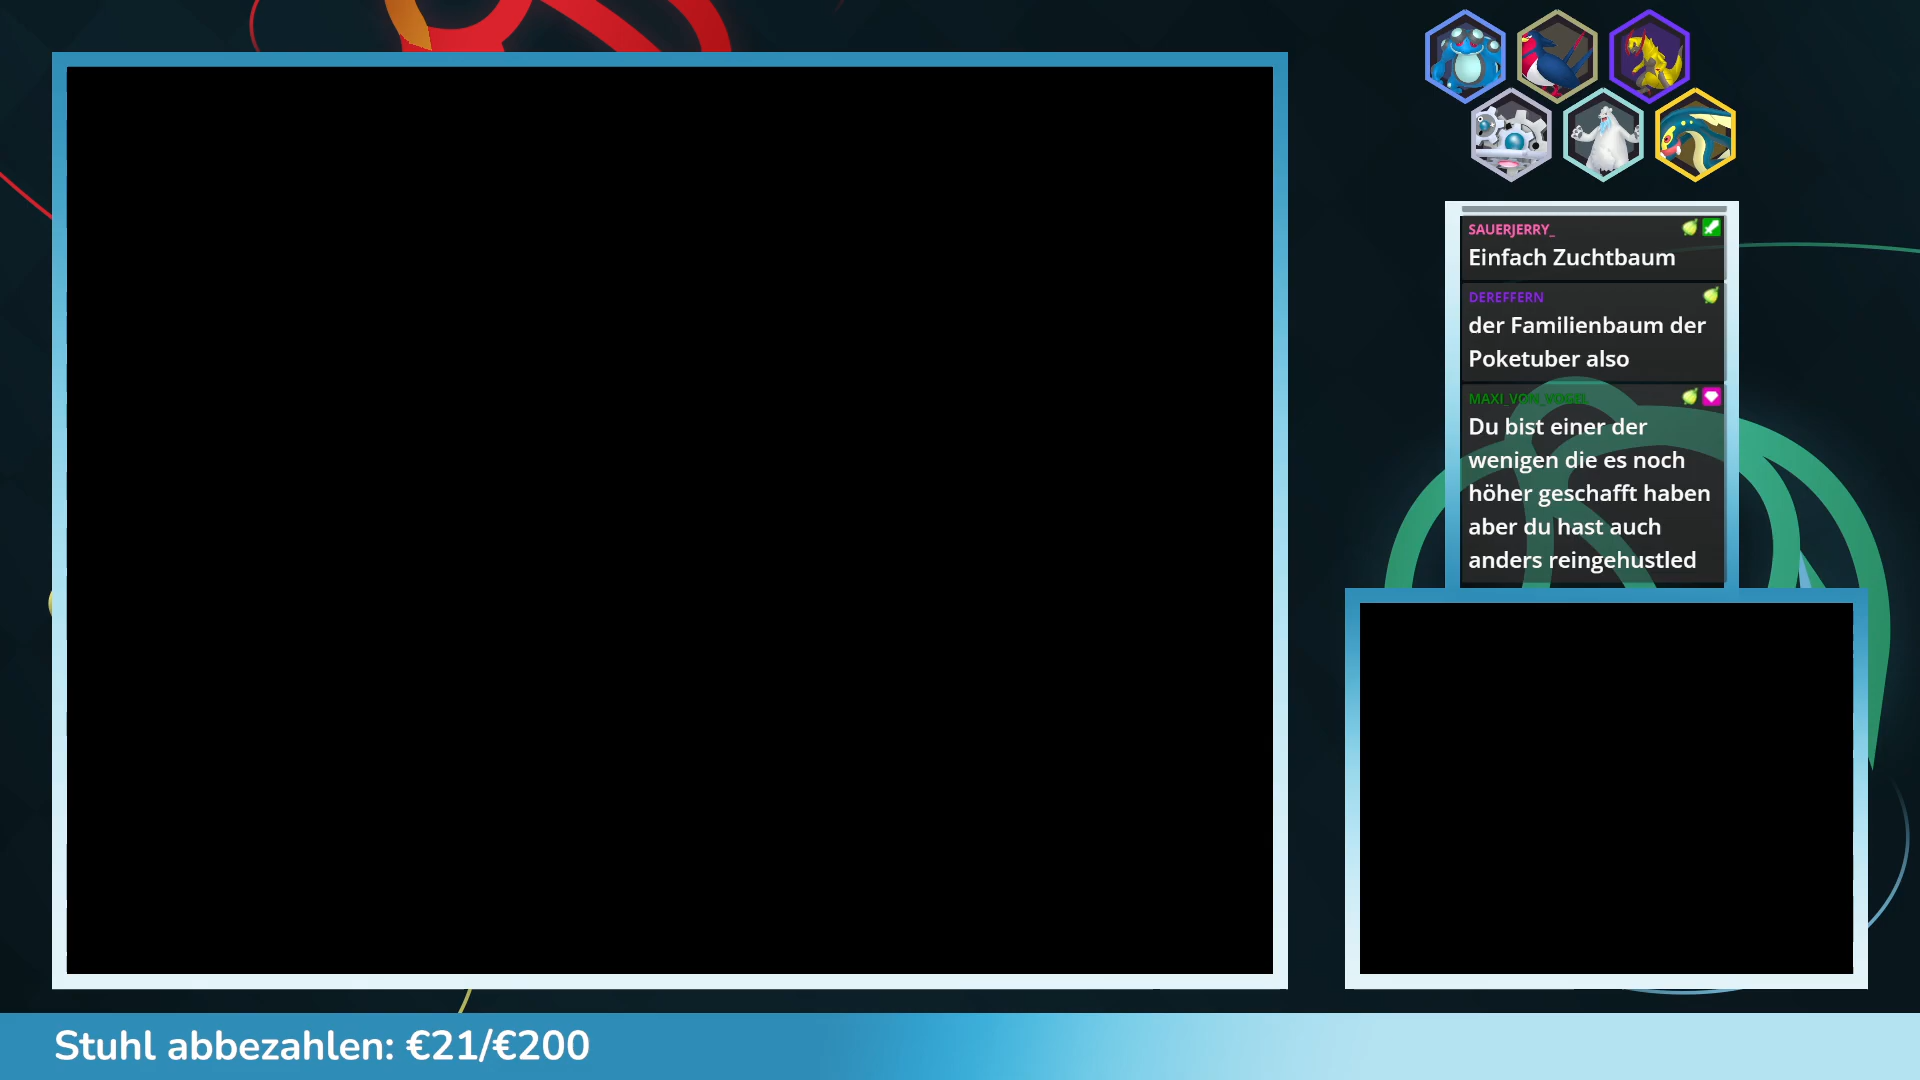 SAUERJERRY_
Einfach Zuchtbaum
DEREFFERN
der Familienbaum der
Poketuber also
MAXI_VON_VOGEL
Du bist einer der
wenigen die es noch
höher geschafft haben
aber du hast auch
anders reingehustled
Stuhl abbezahlen: €21/€200